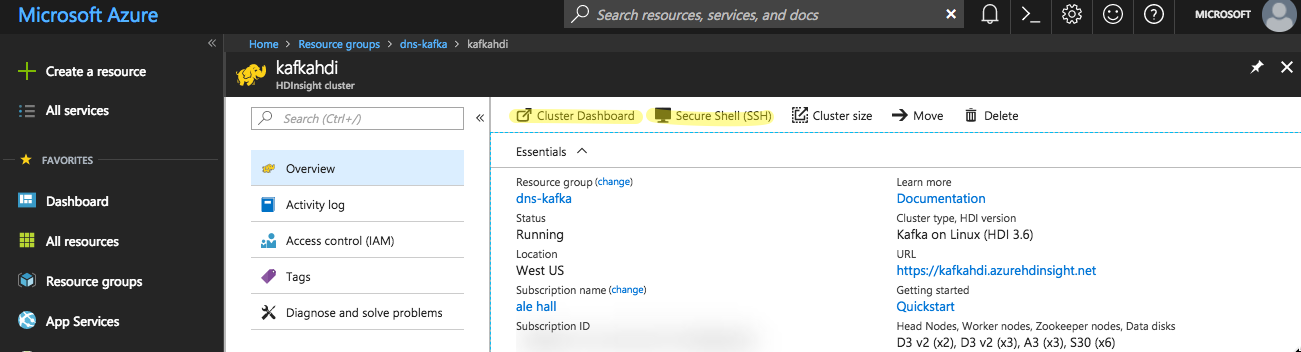 Microsoft Azure
Search resources, services, and docs
MICROSOFT
Home > Resource groups > dns-kafka > kafkahdi
kafkahdi
HDInsight cluster
Create a resource
All services
FAVORITES
Dashboard
All resources
Resource groups
App Services
Search (Ctrl+/)
Overview
Activity log
Access control (IAM)
Tags
Diagnose and solve problems
Cluster Dashboard Secure Shell (SSH) Cluster size Move Delete
Essentials
Resource group (change)
dns-kafka
Status
Running
Location
West US
Subscription name (change)
ale hall
Subscription ID
Learn more
Documentation
Cluster type, HDI version
Kafka on Linux (HDI 3.6)
URL
https://kafkahdi.azurehdinsight.net
Getting started
Quickstart
Head Nodes, Worker nodes, Zookeeper nodes, Data disks
D3 v2 (x2), D3 v2 (x3), A3 (x3), S30 (x6)